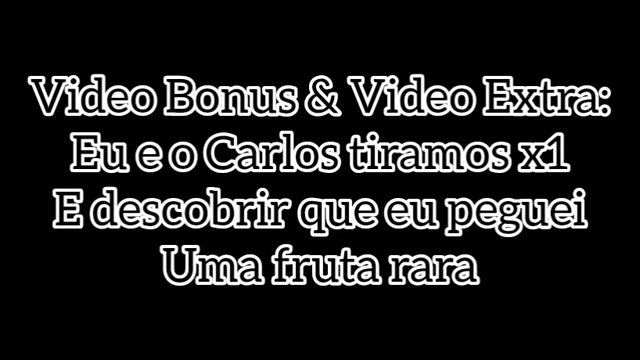 Video Bonus & Video Extra:
Eu e o Carlos tiramos x1
E descobrir que eu peguei
Uma fruta rara